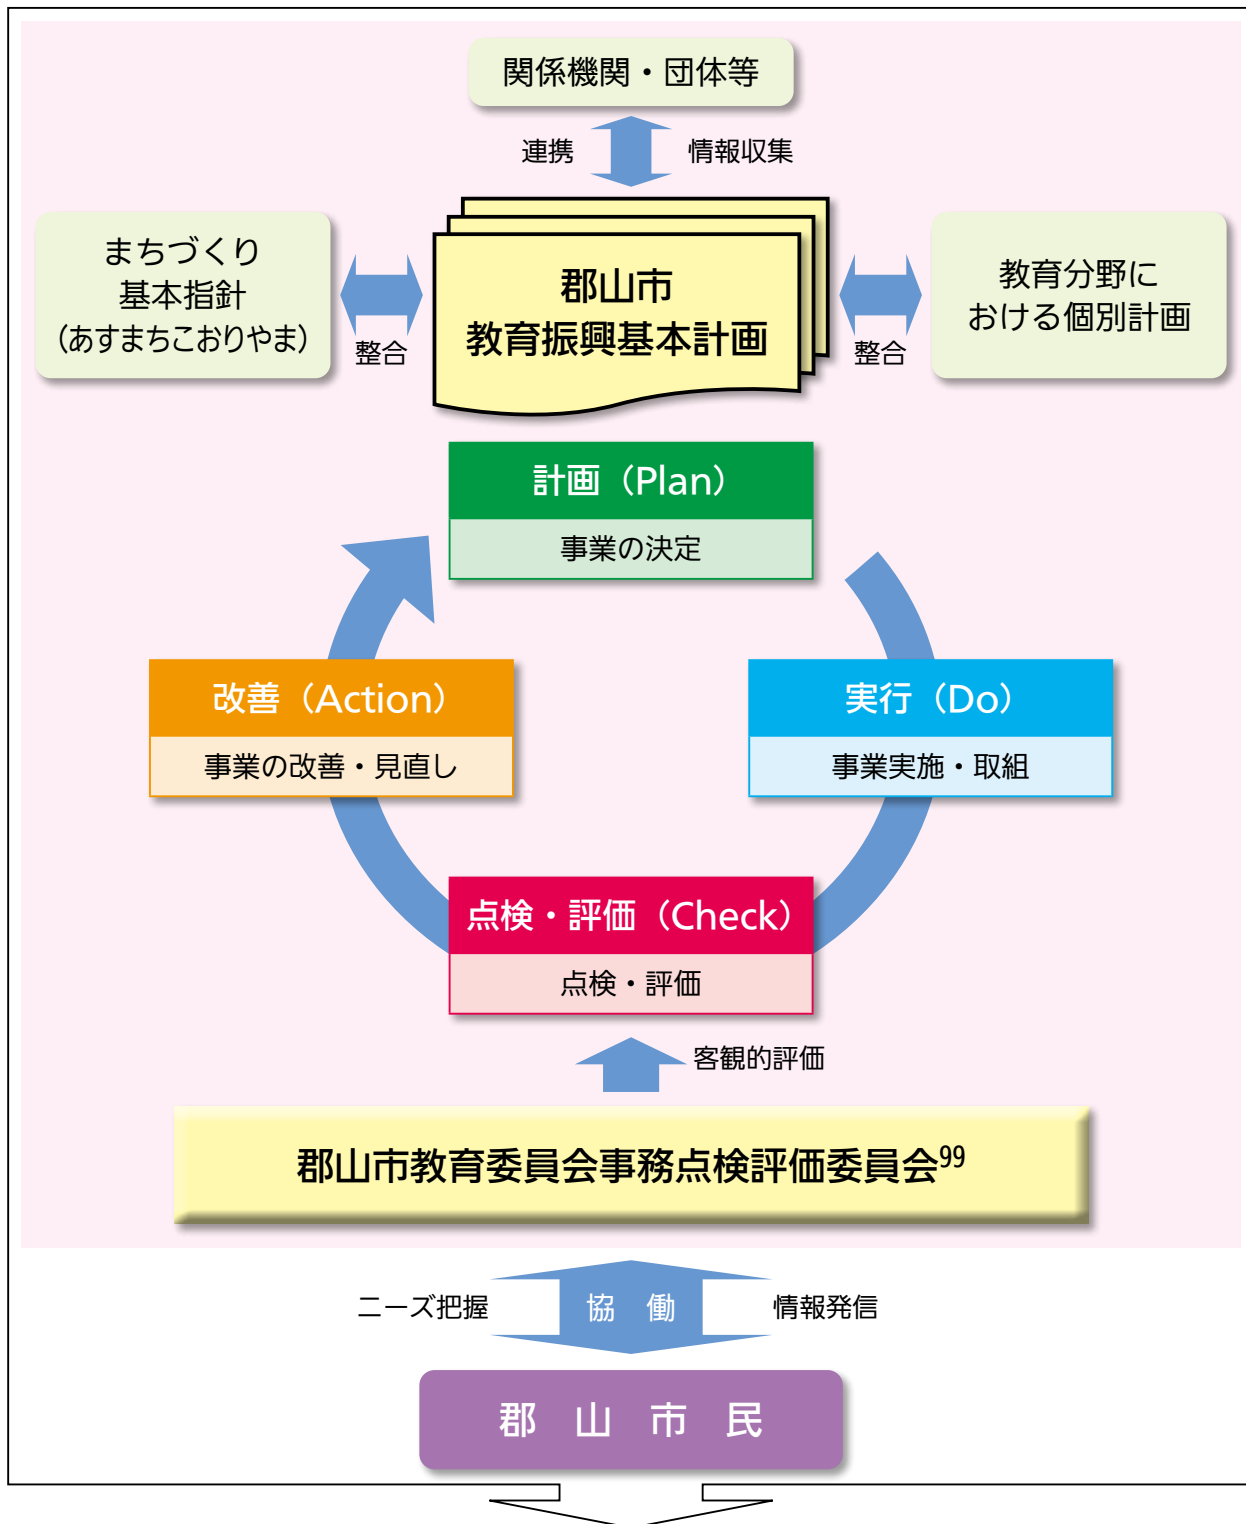 関係機関・団体等
連携
情報収集
まちづくり
基本指針
（あすまちこおりやま）
整合
郡山市
教育振興基本計画
整合
教育分野に
おける個別計画
計画（Plan）
事業の決定
改善（Action）
事業の改善・見直し
実行（Do）
事業実施・取組
点検・評価（Check）
点検・評価
客観的評価
郡山市教育委員会事務点検評価委員会99
ニーズ把握
協　働
情報発信
郡　山　市　民